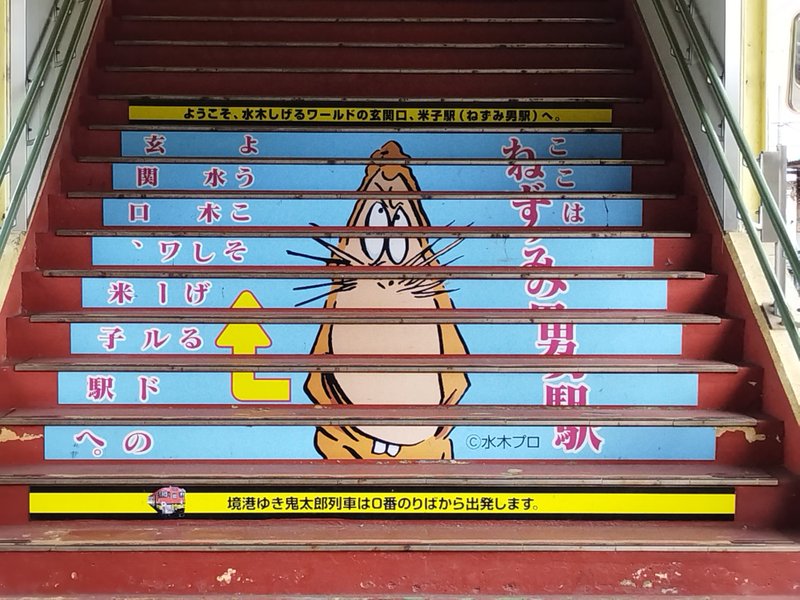 ようこそ、水木しげるワールドの玄関口、米子駅(ねずみ男駅)へ。
ここは
ねずみ男駅
ようこそ
水木しげる
ワールドの
玄関口、
米子駅へ。
©水木プロ
境港ゆき鬼太郎列車は0番のりばから出発します。